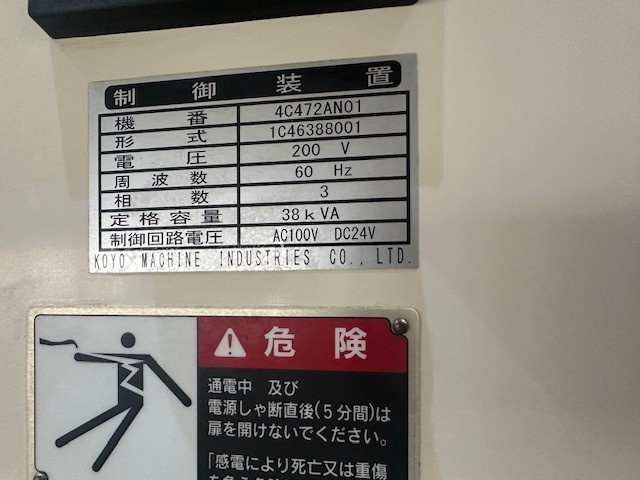 制御装置
機番 4C472AN01
形式 1C46388001
電圧 200 V
周波数 60 Hz
相数 3
定格容量 38kVA
制御回路電圧 AC100V DC24V
KOYO MACHINE INDUSTRIES CO., LTD.
危険
通電中 及び
電源しゃ断直後(5分間)は
扉を開けないでください。
「感電により死亡又は重傷